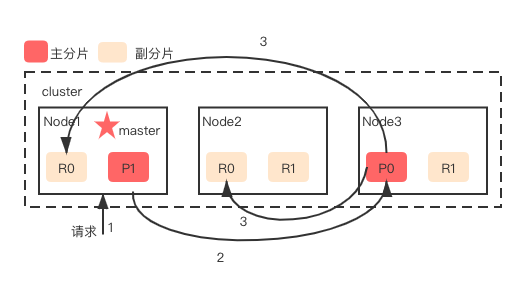 3
主分片 副分片
cluster
Node1 Node2 Node3
master
R0 P1 R0 R1 P0 R1
请求 1 3
2